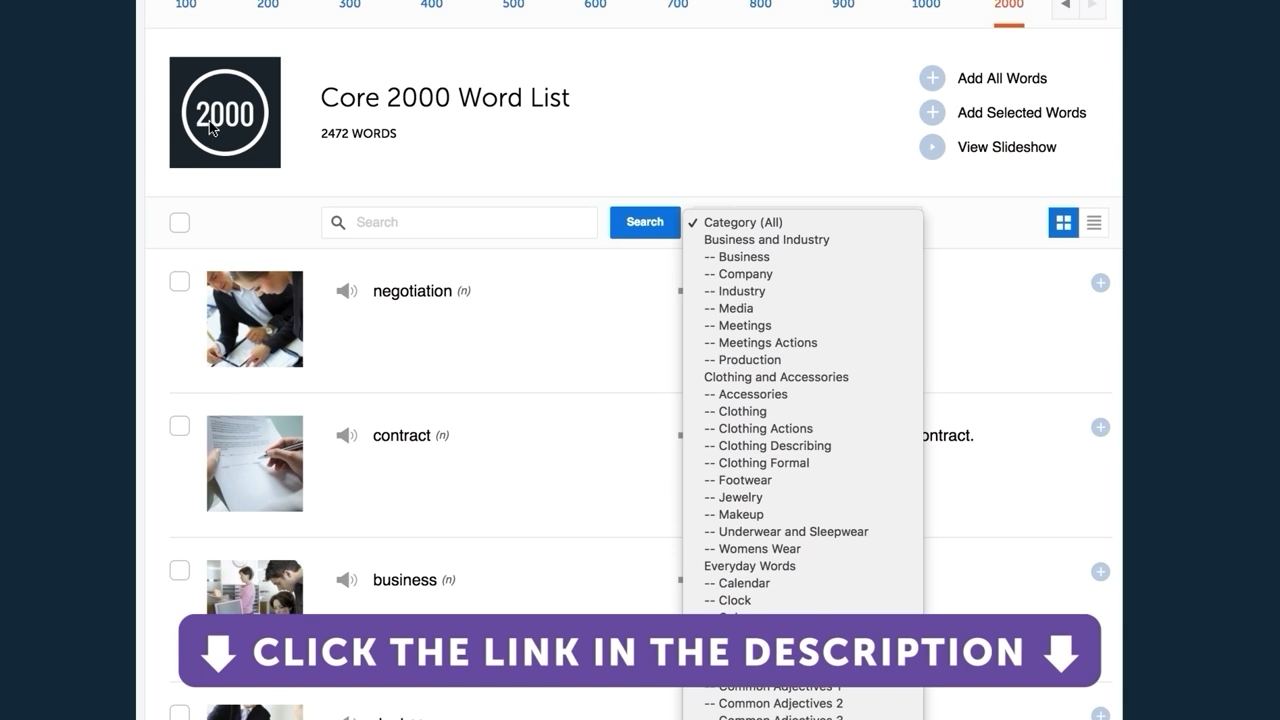 100 200 300 400 500 600 700 800 900 1000 2000
2000
Core 2000 Word List
2472 WORDS
Add All Words
Add Selected Words
View Slideshow
Search
Search
Category (All)
Business and Industry
-- Business
-- Company
-- Industry
-- Media
-- Meetings
-- Meetings Actions
-- Production
Clothing and Accessories
-- Accessories
-- Clothing
-- Clothing Actions
-- Clothing Describing
-- Clothing Formal
-- Footwear
-- Jewelry
-- Makeup
-- Underwear and Sleepwear
-- Womens Wear
Everyday Words
-- Calendar
-- Clock
-- Common Adjectives 1
-- Common Adjectives 2
negotiation (n)
contract (n)
ontract.
business (n)
CLICK THE LINK IN THE DESCRIPTION